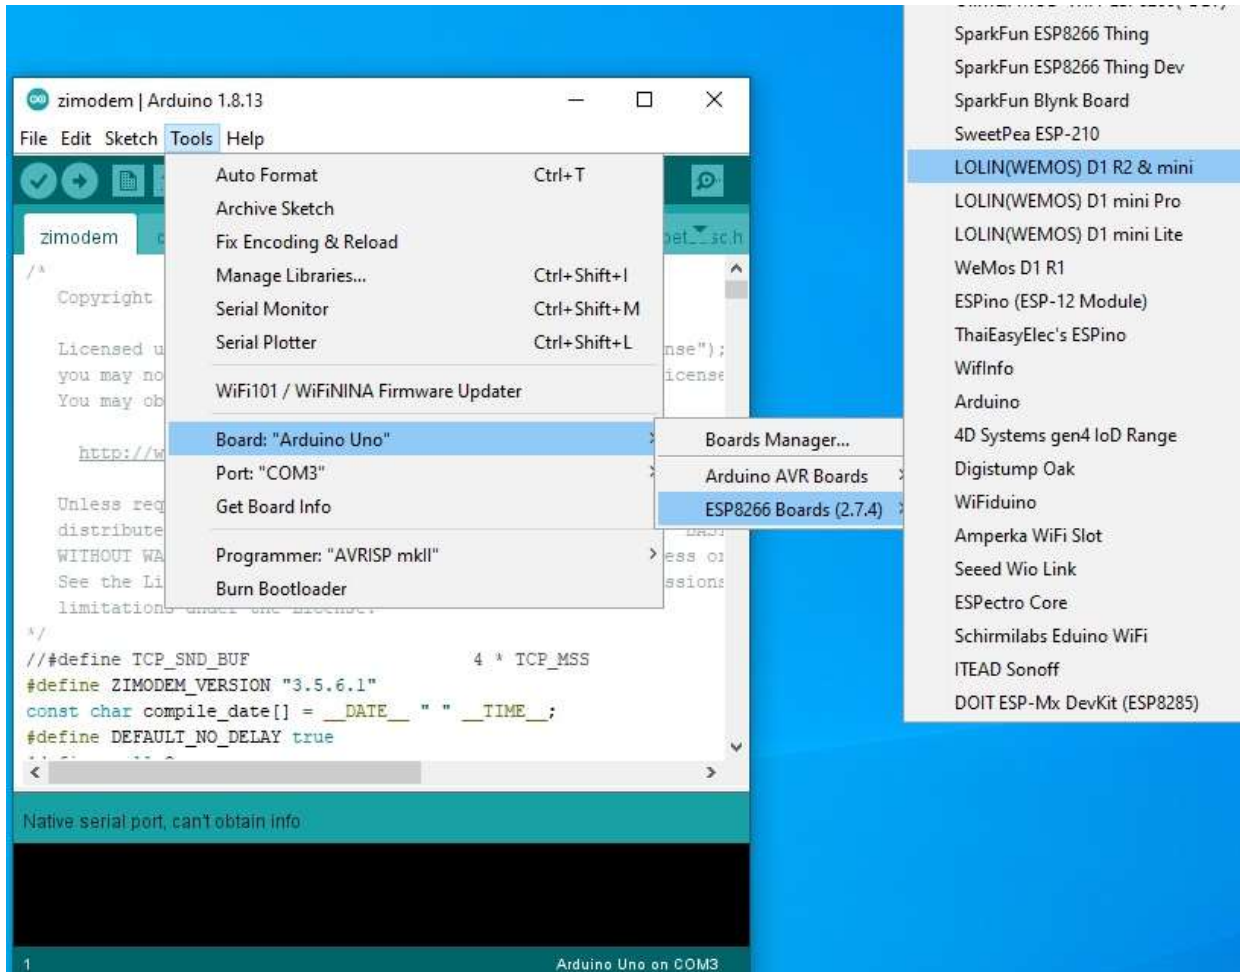 zimodem | Arduino 1.8.13
File Edit Sketch Tools Help
zimodem
sc.h
Auto Format Ctrl+T
Archive Sketch
Fix Encoding & Reload
Manage Libraries... Ctrl+Shift+I
Serial Monitor Ctrl+Shift+M
Serial Plotter Ctrl+Shift+L
WiFi101 / WiFiNINA Firmware Updater
Board: "Arduino Uno"
Port: "COM3"
Get Board Info
Programmer: "AVRISP mkII"
Burn Bootloader
Boards Manager...
Arduino AVR Boards
ESP8266 Boards (2.7.4)
SparkFun ESP8266 Thing
SparkFun ESP8266 Thing Dev
SparkFun Blynk Board
SweetPea ESP-210
LOLIN(WEMOS) D1 R2 & mini
LOLIN(WEMOS) D1 mini Pro
LOLIN(WEMOS) D1 mini Lite
WeMos D1 R1
ESPino (ESP-12 Module)
ThaiEasyElec's ESPino
WifInfo
Arduino
4D Systems gen4 IoD Range
Digistump Oak
WiFiduino
Amperka WiFi Slot
Seeed Wio Link
ESPectro Core
Schirmilabs Eduino WiFi
ITEAD Sonoff
DOIT ESP-Mx DevKit (ESP8285)
/*
Copyright
Licensed u nse");
you may no icense
You may ob
http://w
Unless req
distribute
WITHOUT WA ess or
See the Li ssions
limitations under the License.
*/
//#define TCP_SND_BUF 4 * TCP_MSS
#define ZIMODEM_VERSION "3.5.6.1"
const char compile_date[] = __DATE__ " " __TIME__;
#define DEFAULT_NO_DELAY true
Native serial port, can't obtain info
1 Arduino Uno on COM3